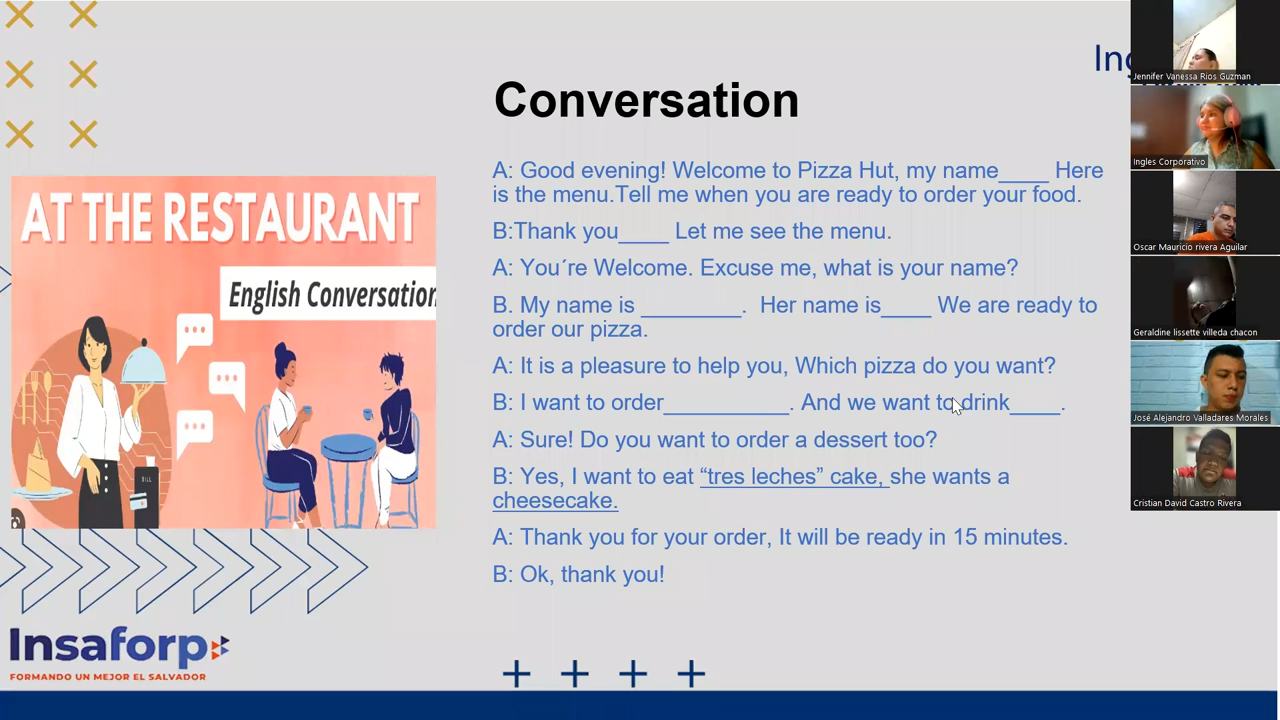 Ing
Conversation
A: Good evening! Welcome to Pizza Hut, my name____ Here
is the menu.Tell me when you are ready to order your food.
B:Thank you____ Let me see the menu.
A: You´re Welcome. Excuse me, what is your name?
B. My name is ________. Her name is____ We are ready to
order our pizza.
A: It is a pleasure to help you, Which pizza do you want?
B: I want to order__________. And we want to drink____.
A: Sure! Do you want to order a dessert too?
B: Yes, I want to eat “tres leches” cake, she wants a
cheesecake.
A: Thank you for your order, It will be ready in 15 minutes.
B: Ok, thank you!
AT THE RESTAURANT
English Conversation
BILL
Insaforp
FORMANDO UN MEJOR EL SALVADOR
Jennifer Vanessa Rios Guzman
Ingles Corporativo
Oscar Mauricio rivera Aguilar
Geraldine lissette villeda chacon
José Alejandro Valladares Morales
Cristian David Castro Rivera